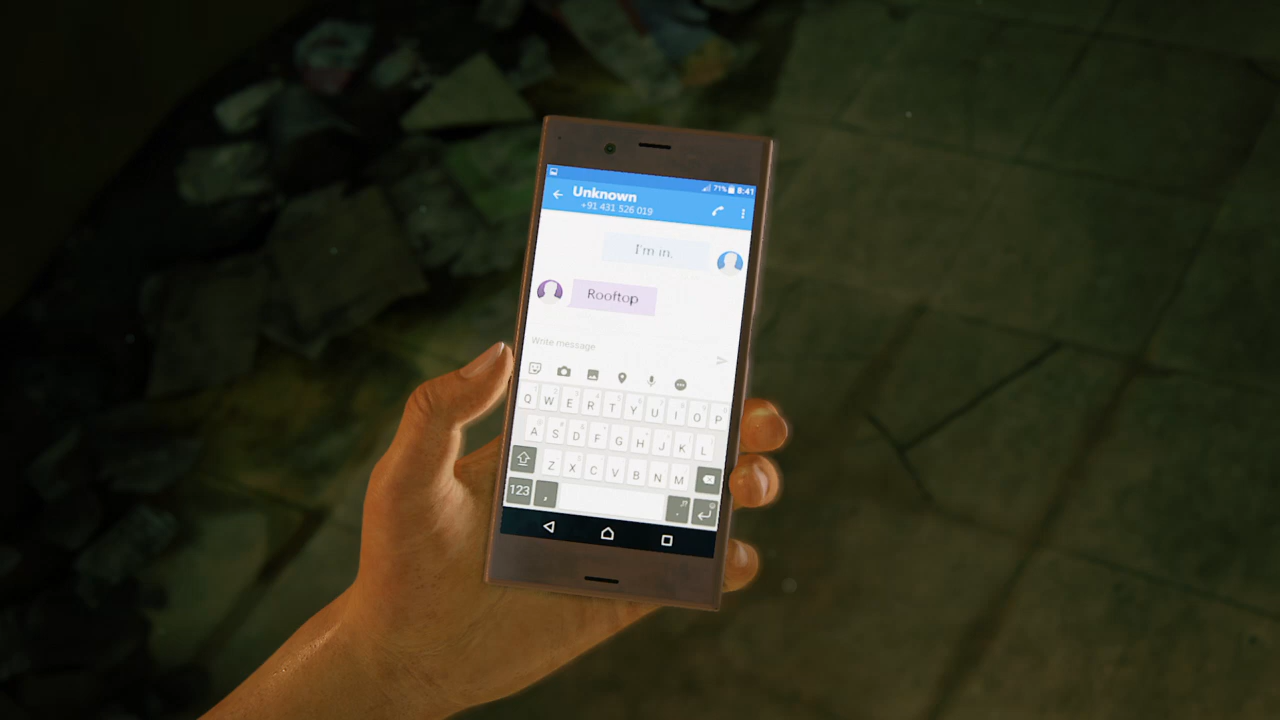 71% 8:41
Unknown
+91 431 526 019
I'm in.
Rooftop
Write message
Q W E R T Y U I O P
A S D F G H J K L
Z X C V B N M
123 , .